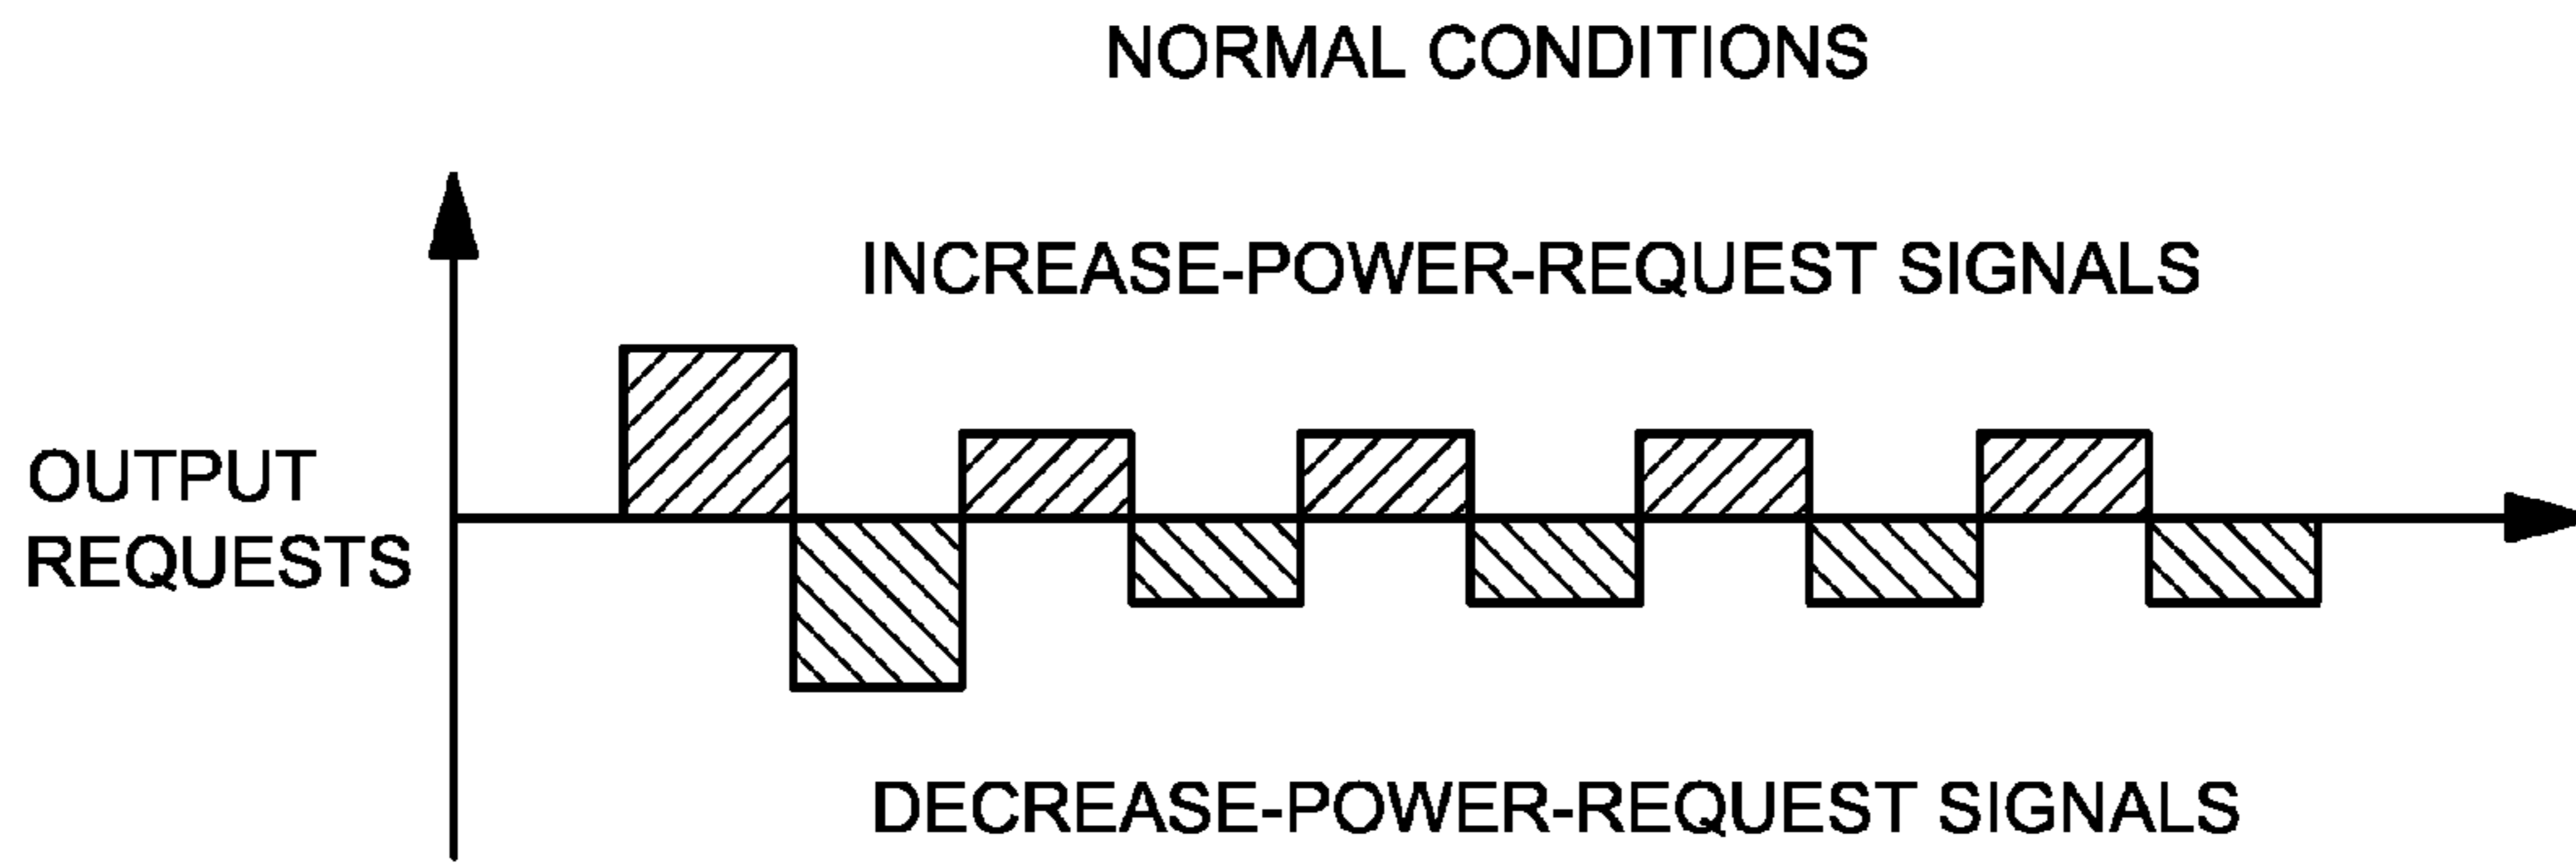 NORMAL CONDITIONS
INCREASE-POWER-REQUEST SIGNALS
OUTPUT
REQUESTS
DECREASE-POWER-REQUEST SIGNALS